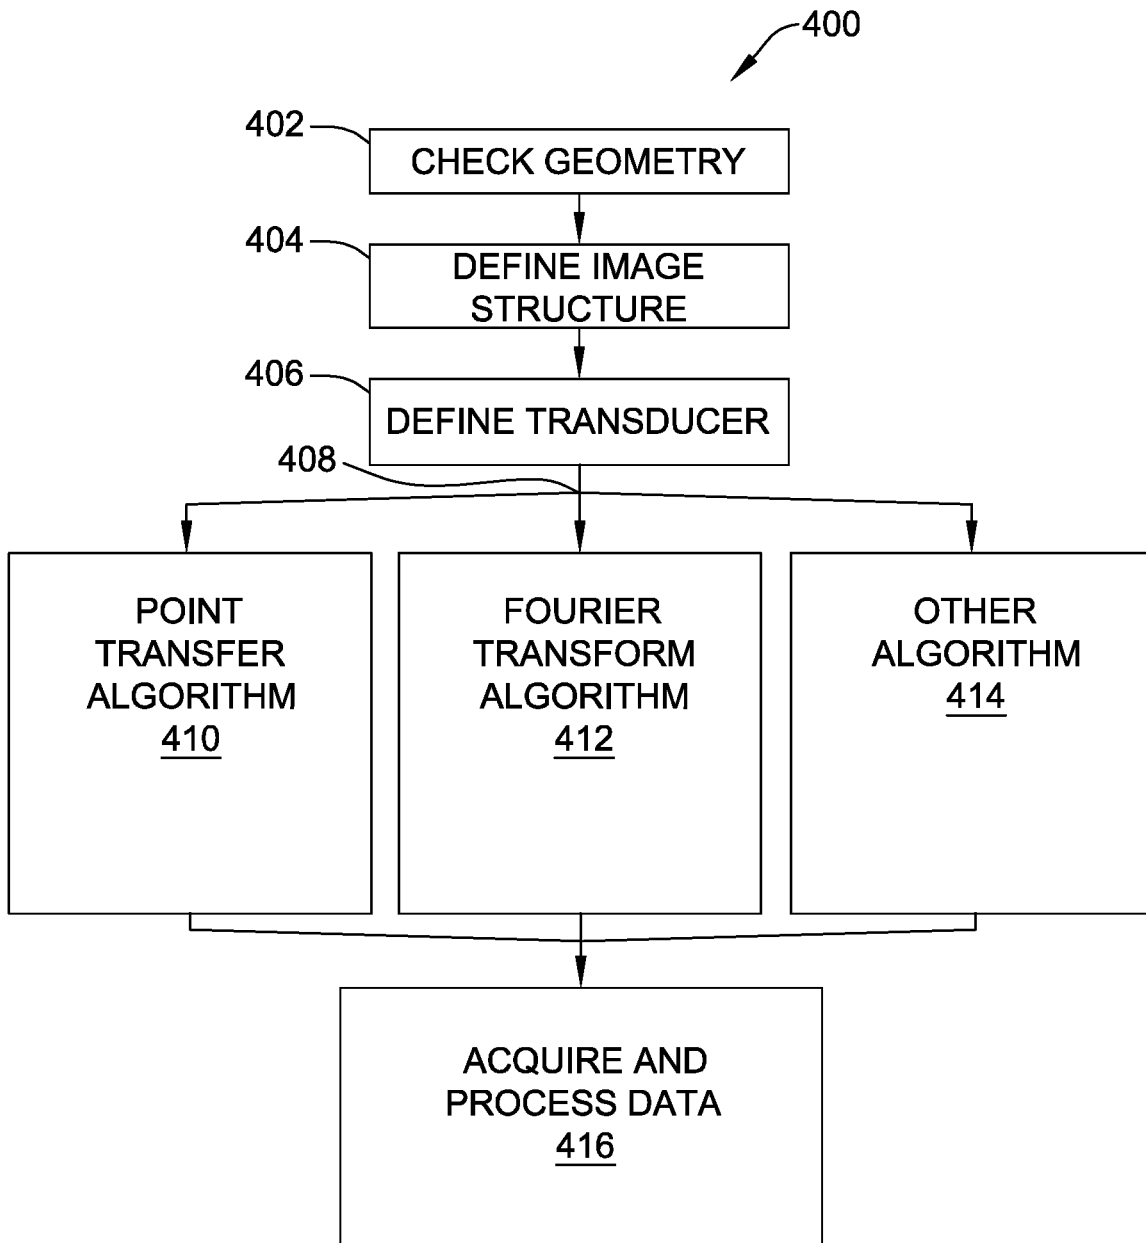 400
402
CHECK GEOMETRY
404
DEFINE IMAGE
STRUCTURE
406
DEFINE TRANSDUCER
408
POINT
TRANSFER
ALGORITHM
410
FOURIER
TRANSFORM
ALGORITHM
412
OTHER
ALGORITHM
414
ACQUIRE AND
PROCESS DATA
416